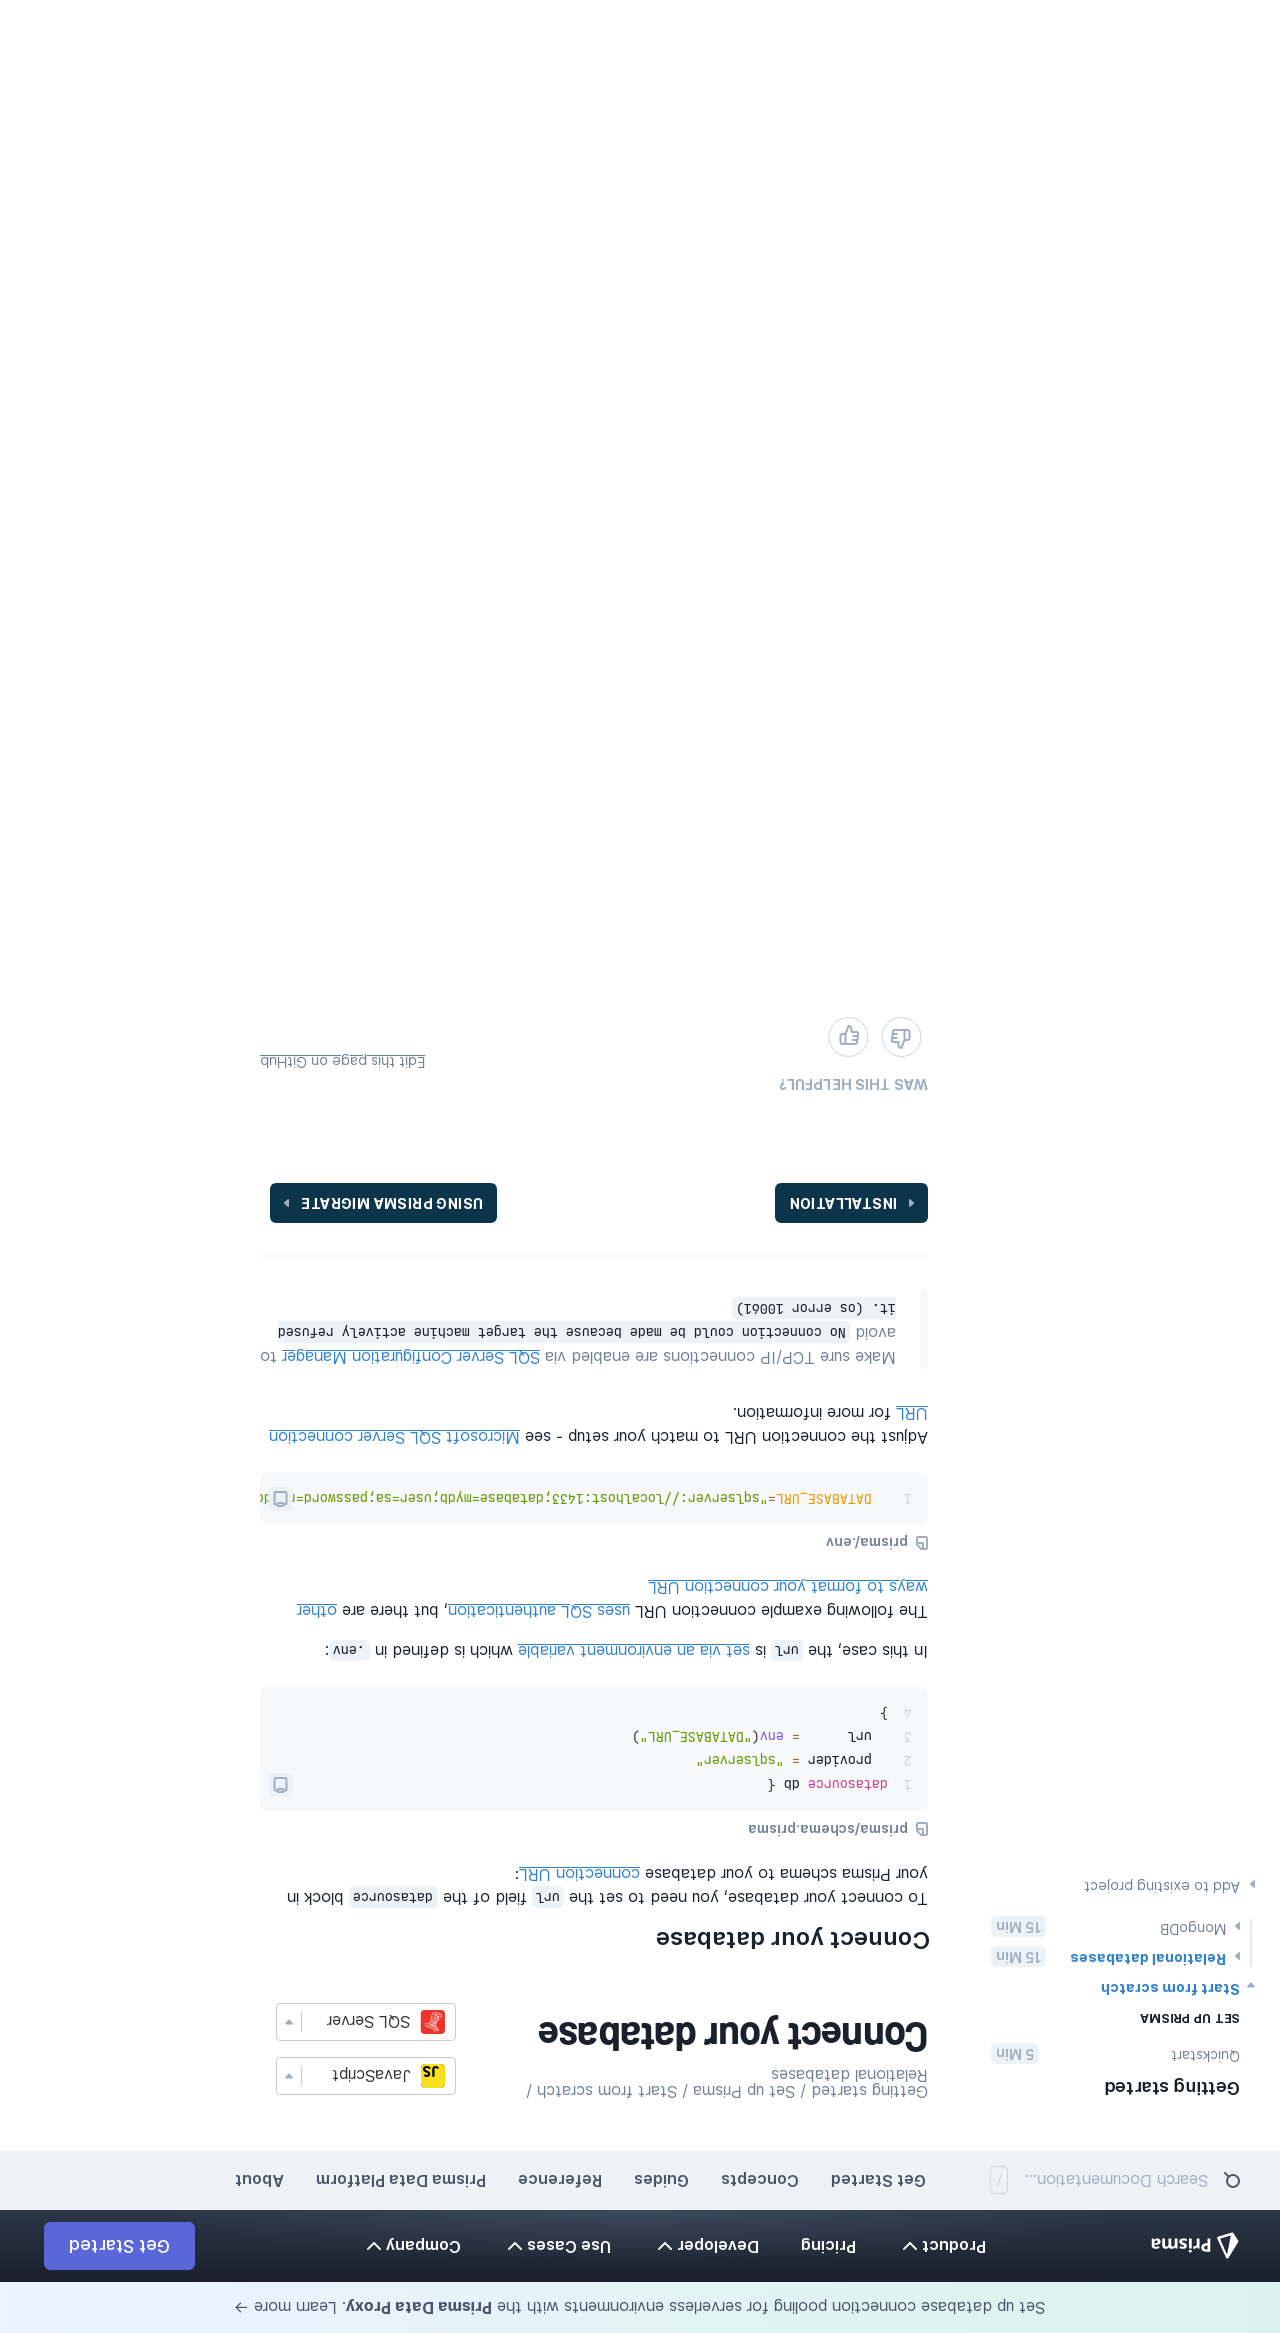 Set up database connection pooling for serverless environments with the Prisma Data Proxy. Learn more →
Prisma
Product
Pricing
Developer
Use Cases
Company
Get Started
Search Documentation... /
Get Started
Concepts
Guides
Reference
Prisma Data Platform
About
Getting started
Quickstart 5 Min
SET UP PRISMA
Start from scratch
Relational databases 15 Min
MongoDB 15 Min
Add to existing project
Getting started / Set up Prisma / Start from scratch /
Relational databases
Connect your database
JS JavaScript
SQL Server
Connect your database
To connect your database, you need to set the url field of the datasource block in
your Prisma schema to your database connection URL:
prisma/schema.prisma
1 datasource db {
2 provider = "sqlserver"
3 url = env("DATABASE_URL")
4 }
In this case, the url is set via an environment variable which is defined in .env:
The following example connection URL uses SQL authentication, but there are other
ways to format your connection URL
prisma/.env
1 DATABASE_URL="sqlserver://localhost:1433;database=mydb;user=sa;password=r
Adjust the connection URL to match your setup - see Microsoft SQL Server connection
URL for more information.
Make sure TCP/IP connections are enabled via SQL Server Configuration Manager to
avoid No connection could be made because the target machine actively refused
it. (os error 10061)
INSTALLATION
USING PRISMA MIGRATE
WAS THIS HELPFUL?
Edit this page on GitHub